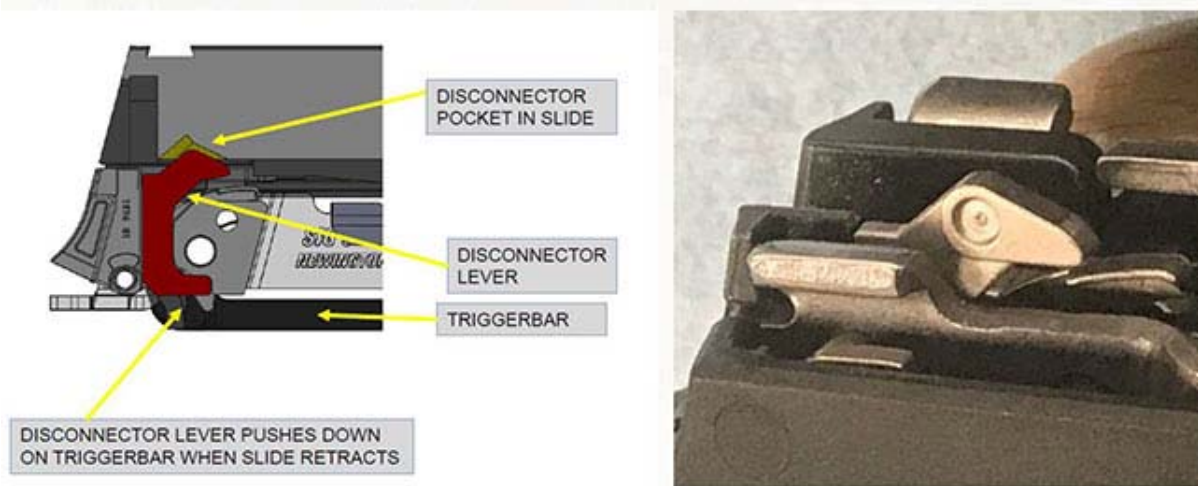 DISCONNECTOR
POCKET IN SLIDE
DISCONNECTOR
LEVER
TRIGGERBAR
DISCONNECTOR LEVER PUSHES DOWN
ON TRIGGERBAR WHEN SLIDE RETRACTS